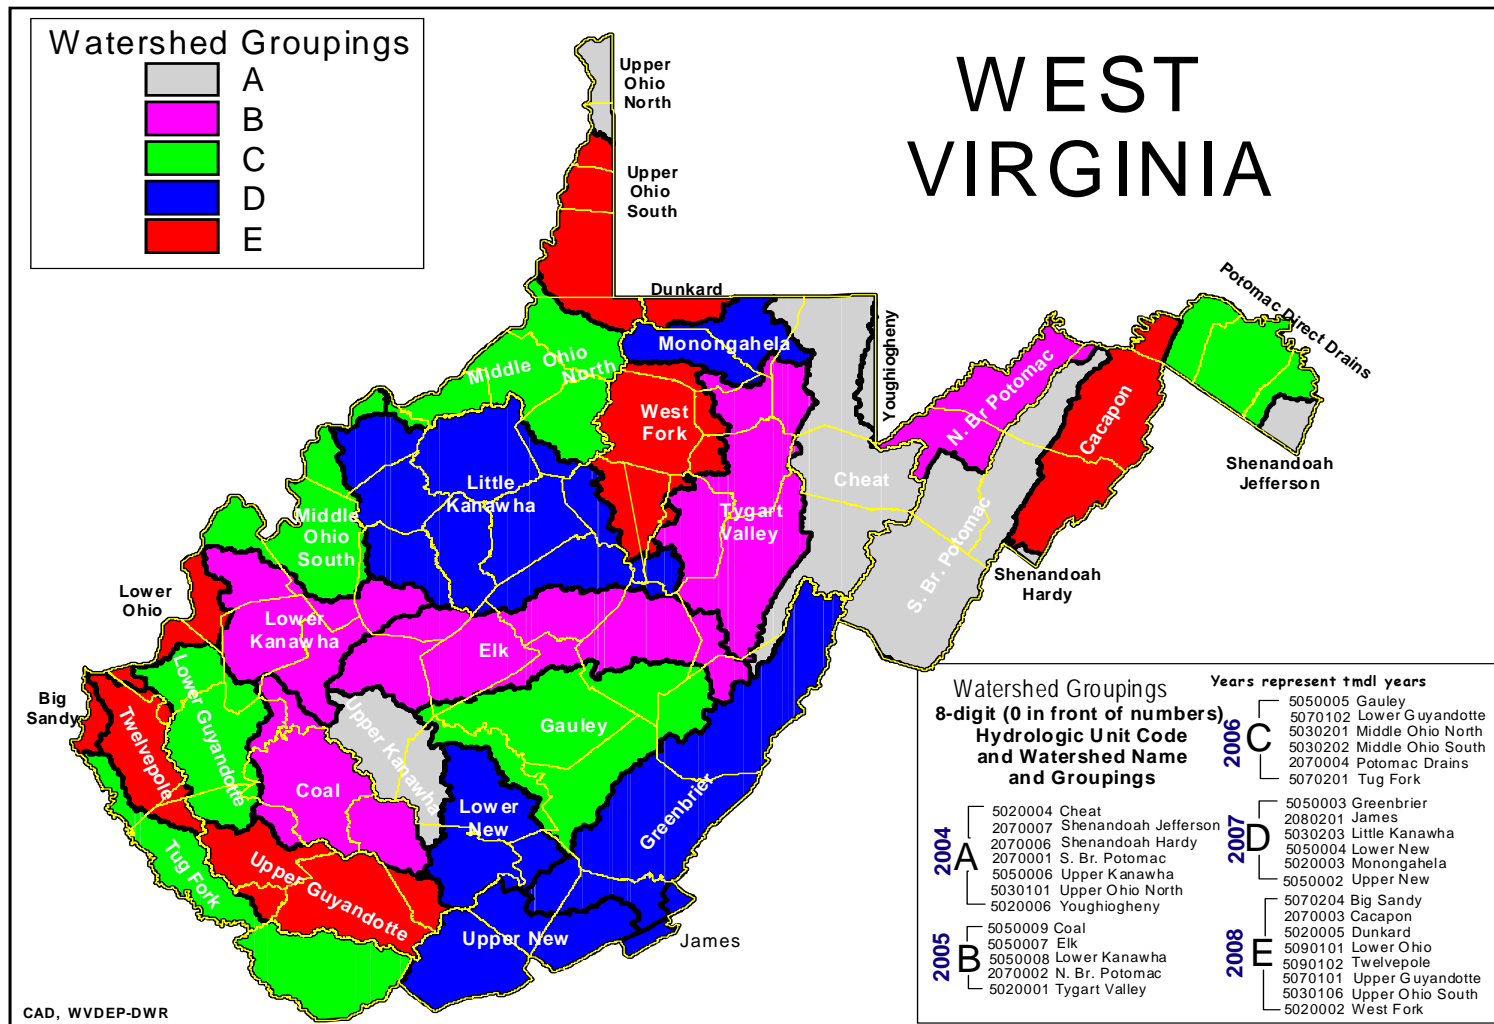 Watershed Groupings
A
B
C
D
E
WEST
VIRGINIA
Upper
Ohio
North
Upper
Ohio
South
Dunkard
Monongahela
Youghiogheny
Potomac Direct Drains
Middle Ohio
North
West
Fork
N. Br Potomac
Cacapon
Shenandoah
Jefferson
Cheat
Little
Kanawha
Tygart
Valley
Middle
Ohio
South
S. Br. Potomac
Shenandoah
Hardy
Lower
Ohio
Lower
Kanawha
Elk
Big
Sandy
Twelvepole
Lower Guyandotte
Upper Kanawha
Gauley
Coal
Lower
New
Greenbrier
Tug Fork
Upper Guyandotte
Upper New
James
CAD, WVDEP-DWR
Watershed Groupings
8-digit (0 in front of numbers)
Hydrologic Unit Code
and Watershed Name
and Groupings
Years represent tmdl years
2004
A
5020004 Cheat
2070007 Shenandoah Jefferson
2070006 Shenandoah Hardy
2070001 S. Br. Potomac
5050006 Upper Kanawha
5030101 Upper Ohio North
5020006 Youghiogheny
2005
B
5050009 Coal
5050007 Elk
5050008 Lower Kanawha
2070002 N. Br. Potomac
5020001 Tygart Valley
2006
C
5050005 Gauley
5070102 Lower Guyandotte
5030201 Middle Ohio North
5030202 Middle Ohio South
2070004 Potomac Drains
5070201 Tug Fork
2007
D
5050003 Greenbrier
2080201 James
5030203 Little Kanawha
5050004 Lower New
5020003 Monongahela
5050002 Upper New
2008
E
5070204 Big Sandy
2070003 Cacapon
5020005 Dunkard
5090101 Lower Ohio
5090102 Twelvepole
5070101 Upper Guyandotte
5030106 Upper Ohio South
5020002 West Fork